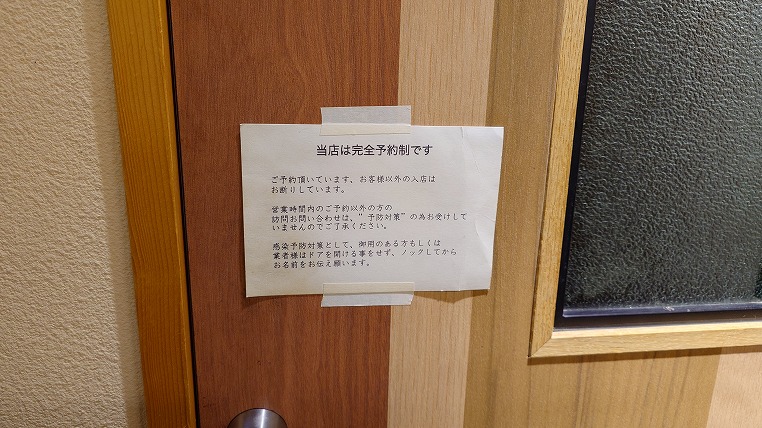 当店は完全予約制です
ご予約頂いています、お客様以外の入店は
お断りしています。
営業時間内のご予約以外の方の
訪問お問い合わせは、"予防対策"の為お受けして
いませんのでご了承ください。
感染予防対策として、御用のある方もしくは
業者様はドアを開ける事をせず、ノックしてから
お名前をお伝え願います。